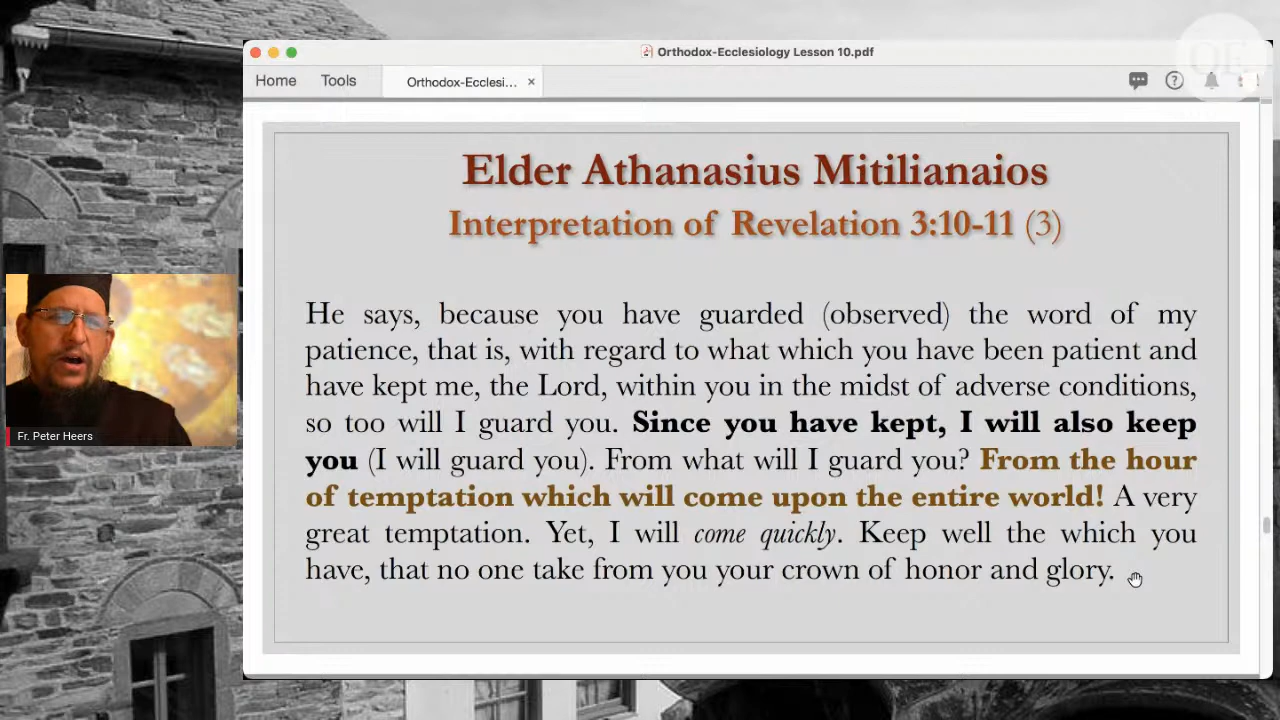 Orthodox-Ecclesiology Lesson 10.pdf
Home Tools Orthodox-Ecclesi... ×
OE
Elder Athanasius Mitilianaios
Interpretation of Revelation 3:10-11 (3)
He says, because you have guarded (observed) the word of my
patience, that is, with regard to what which you have been patient and
have kept me, the Lord, within you in the midst of adverse conditions,
so too will I guard you. Since you have kept, I will also keep
you (I will guard you). From what will I guard you? From the hour
of temptation which will come upon the entire world! A very
great temptation. Yet, I will come quickly. Keep well the which you
have, that no one take from you your crown of honor and glory.
Fr. Peter Heers